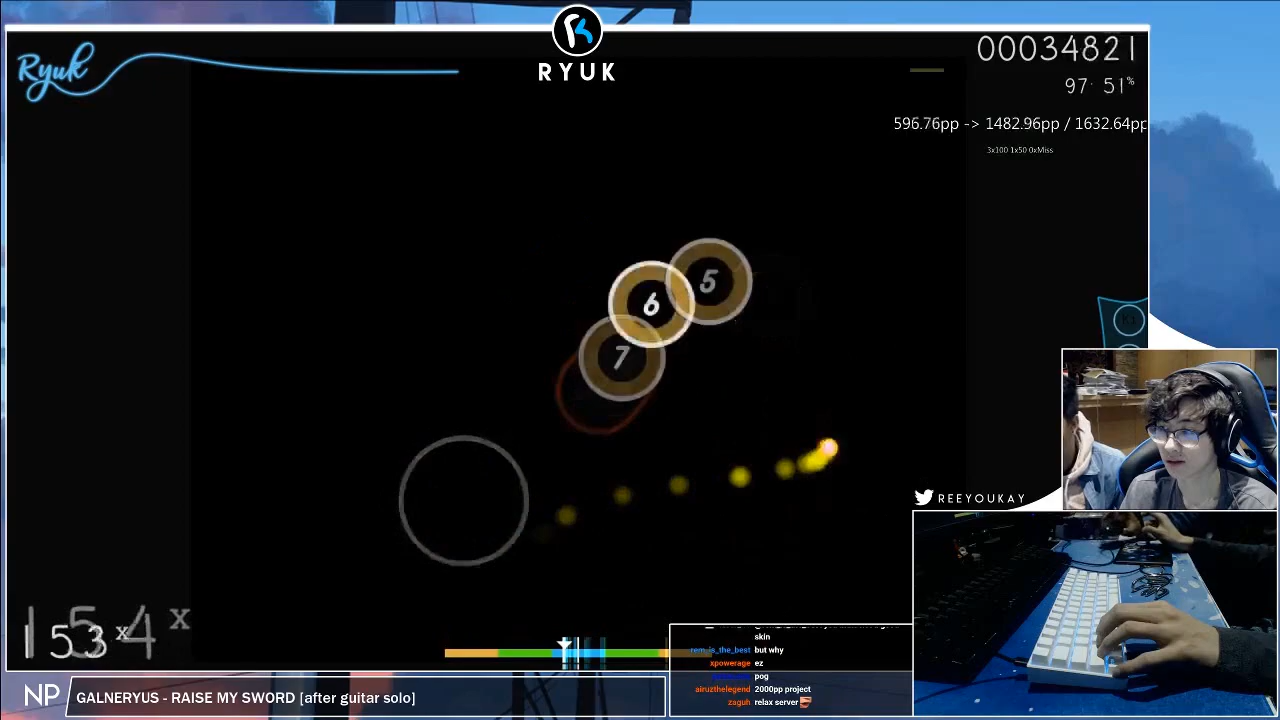 Ryuk
RYUK
00034821
97.51%
596.76pp -> 1482.96pp / 1632.64pp
3x100 1x50 0xMiss
5
6
7
REEYOUKAY
153x
154x
skin
rem_is_the_best but why
xpowerage ez
pog
airuzthelegend 2000pp project
zaguh relax server
NP GALNERYUS - RAISE MY SWORD [after guitar solo]